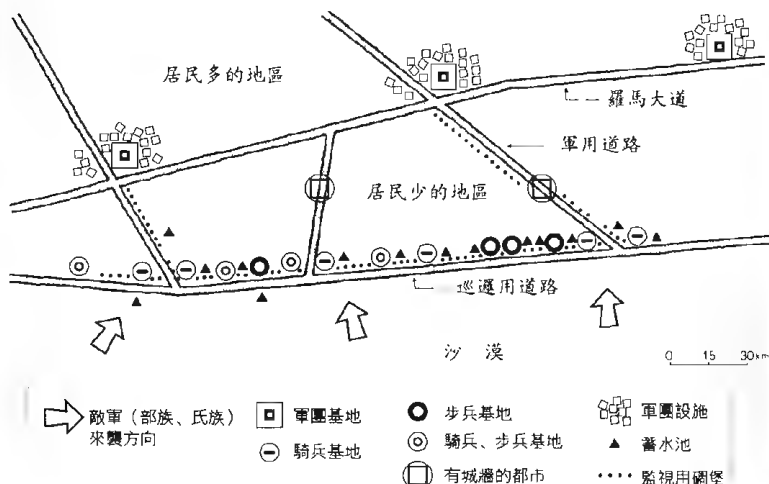 居民多的地區
羅馬大道
軍用道路
居民少的地區
巡邏用道路
沙漠
0 15 30km
敵軍（部族、氏族）
來襲方向
軍團基地
騎兵基地
步兵基地
騎兵、步兵基地
有城牆的都市
軍團設施
蓄水池
監視用碉堡